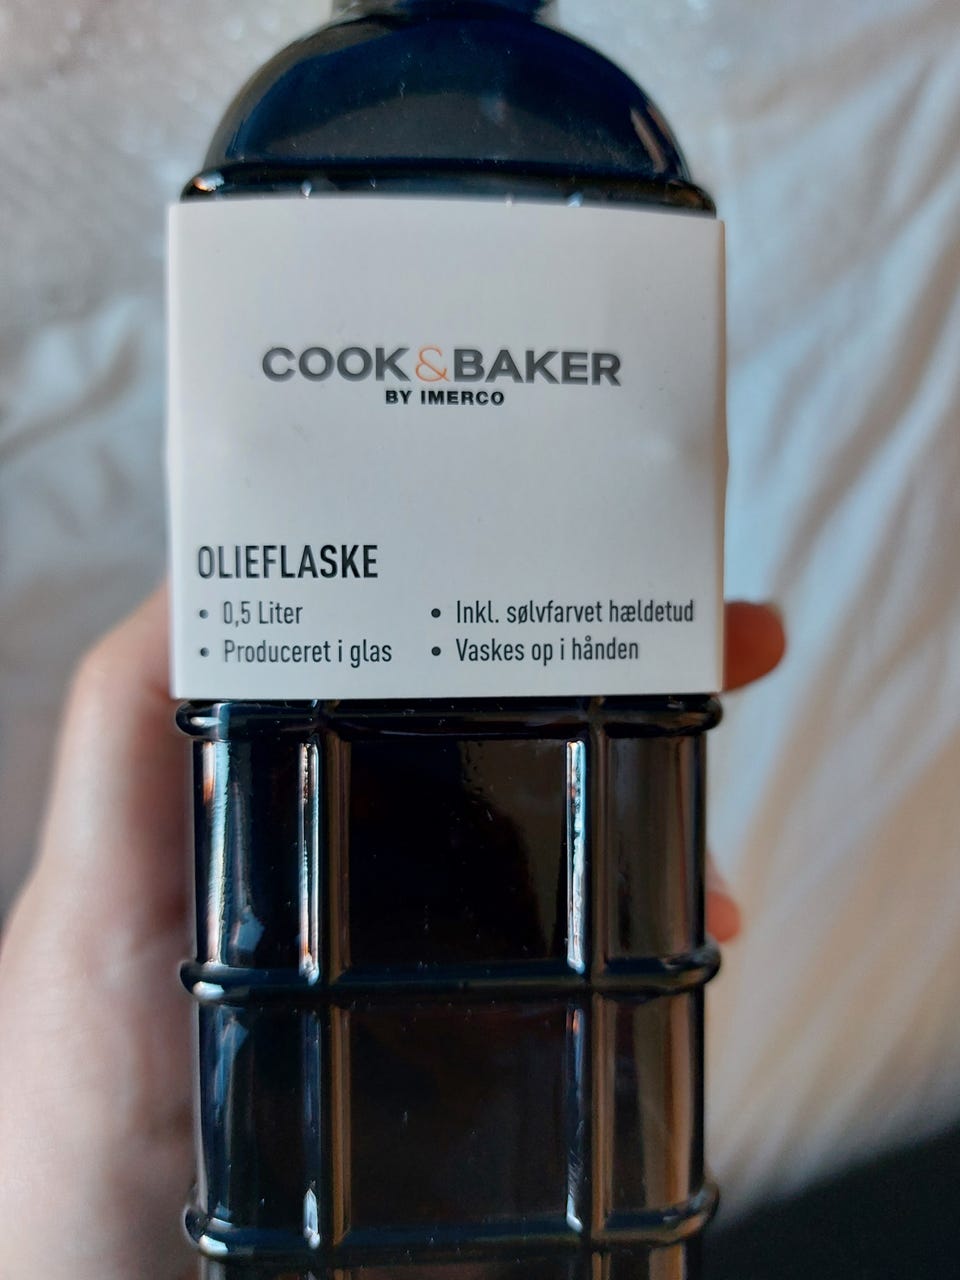 COOK&BAKER
BY IMERCO
OLIEFLASKE
• 0,5 Liter
• Produceret i glas
• Inkl. sølvfarvet hældetud
• Vaskes op i hånden